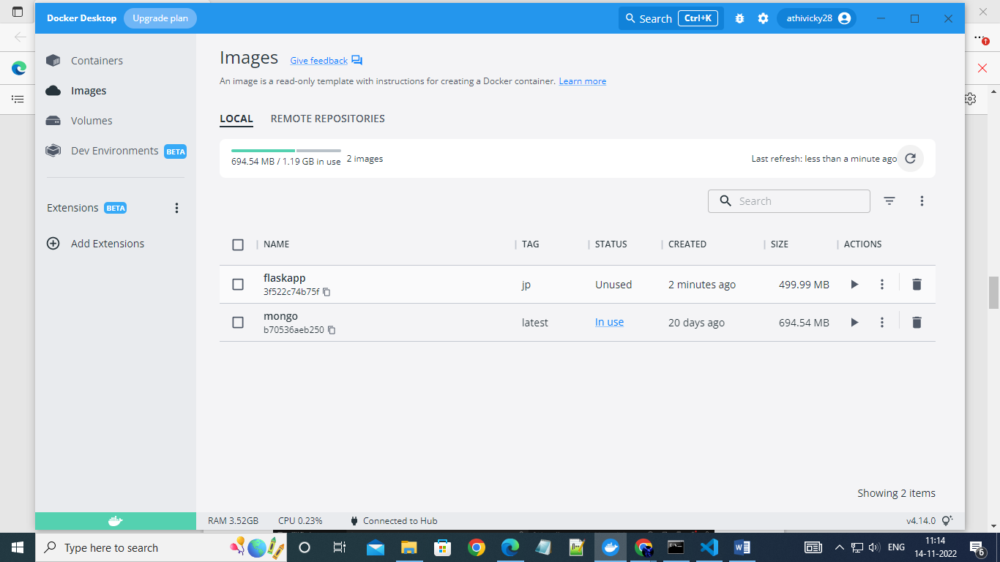 Docker Desktop Upgrade plan Search Ctrl+K athivicky28
Containers
Images
Volumes
Dev Environments BETA
Extensions BETA
Add Extensions
Images Give feedback
An image is a read-only template with instructions for creating a Docker container. Learn more
LOCAL REMOTE REPOSITORIES
694.54 MB / 1.19 GB in use 2 images Last refresh: less than a minute ago
Search
NAME TAG STATUS CREATED SIZE ACTIONS
flaskapp
3f522c74b75f jp Unused 2 minutes ago 499.99 MB
mongo
b70536aeb250 latest In use 20 days ago 694.54 MB
Showing 2 items
RAM 3.52GB CPU 0.23% Connected to Hub v4.14.0
Type here to search ENG 11:14
14-11-2022 6